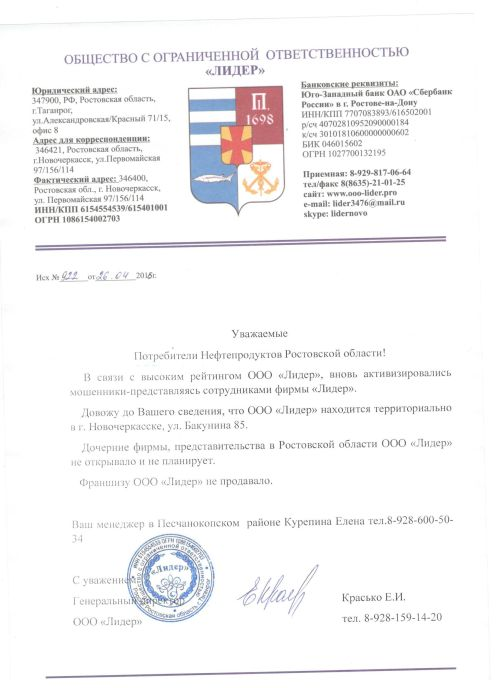 ОБЩЕСТВО С ОГРАНИЧЕННОЙ ОТВЕТСТВЕННОСТЬЮ
«ЛИДЕР»
Юридический адрес:
347900, РФ, Ростовская область,
г.Таганрог,
ул.Александровская/Красный 71/15,
офис 8
Адрес для корреспонденции:
346421, Ростовская область,
г.Новочеркасск, ул.Первомайская
97/156/114
Фактический адрес: 346400,
Ростовская обл., г. Новочеркасск,
ул. Первомайская 97/156/114
ИНН/КПП 6154554539/615401001
ОГРН 1086154002703
П.
1698
Банковские реквизиты:
Юго-Западный банк ОАО «Сбербанк
России» в г. Ростове-на-Дону
ИНН/КПП 7707083893/616502001
р/сч 40702810952090000184
к/сч 30101810600000000602
БИК 046015602
ОГРН 1027700132195
Приемная: 8-929-817-06-64
тел/факс 8(8635)-21-01-25
сайт: www.ooo-lider.pro
e-mail: lider3476@mail.ru
skype: lidernovo
Исх № 922 от 26.04 2018г.
Уважаемые
Потребители Нефтепродуктов Ростовской области!
В связи с высоким рейтингом ООО «Лидер», вновь активизировались
мошенники-представляясь сотрудниками фирмы «Лидер».
Довожу до Вашего сведения, что ООО «Лидер» находится территориально
в г. Новочеркасске, ул. Бакунина 85.
Дочерние фирмы, представительства в Ростовской области ООО «Лидер»
не открывало и не планирует.
Франшизу ООО «Лидер» не продавало.
Ваш менеджер в Песчанокопском районе Курепина Елена тел.8-928-600-50-
34
С уважением
Генеральный директор
ООО «Лидер»
«Лидер»
Красько Е.И.
тел. 8-928-159-14-20